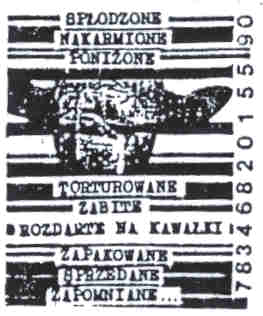 SPŁODZONE
NAKARMIONE
PONIŻONE
TORTUROWANE
ZABITE
ROZDARTE NA KAWAŁKI
ZAPAKOWANE
SPRZEDANE
ZAPOMNIANE...
7834682015590